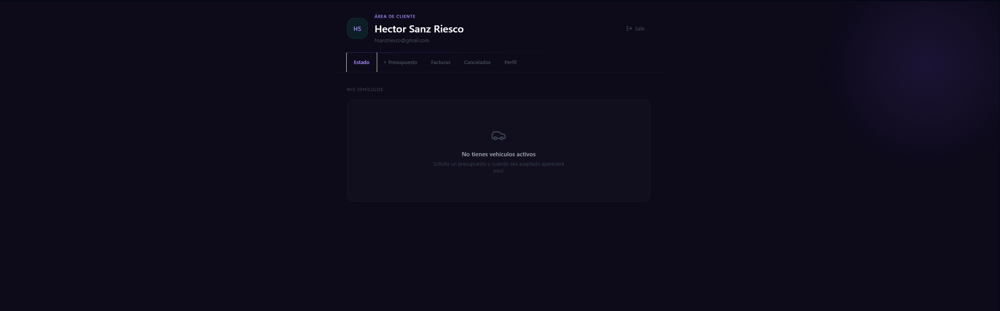 ÁREA DE CLIENTE
HS
Hector Sanz Riesco
hsanzriesco@gmail.com
Salir
Estado
+ Presupuesto
Facturas
Cancelados
Perfil
MIS VEHÍCULOS
No tienes vehículos activos
Solicita un presupuesto y cuando sea aceptado aparecerá
aquí.